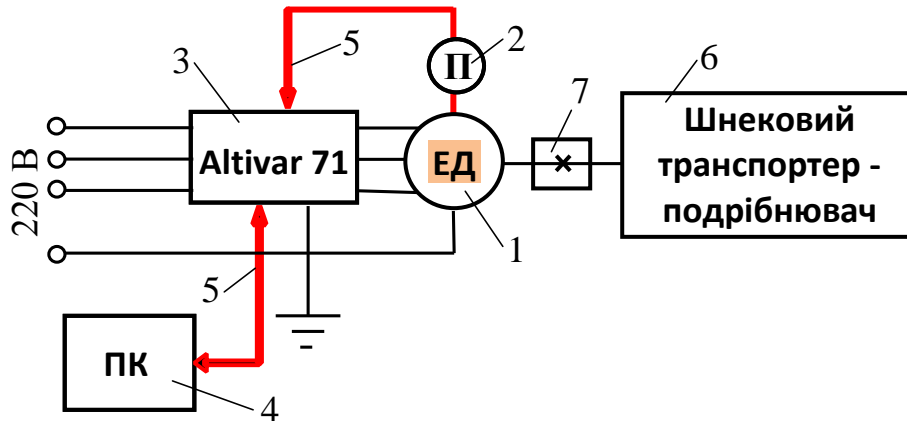 5
2
П
3
6
7
Шнековий
транспортер -
подрібнювач
Altivar 71
ЕД
220 В
1
5
ПК
4